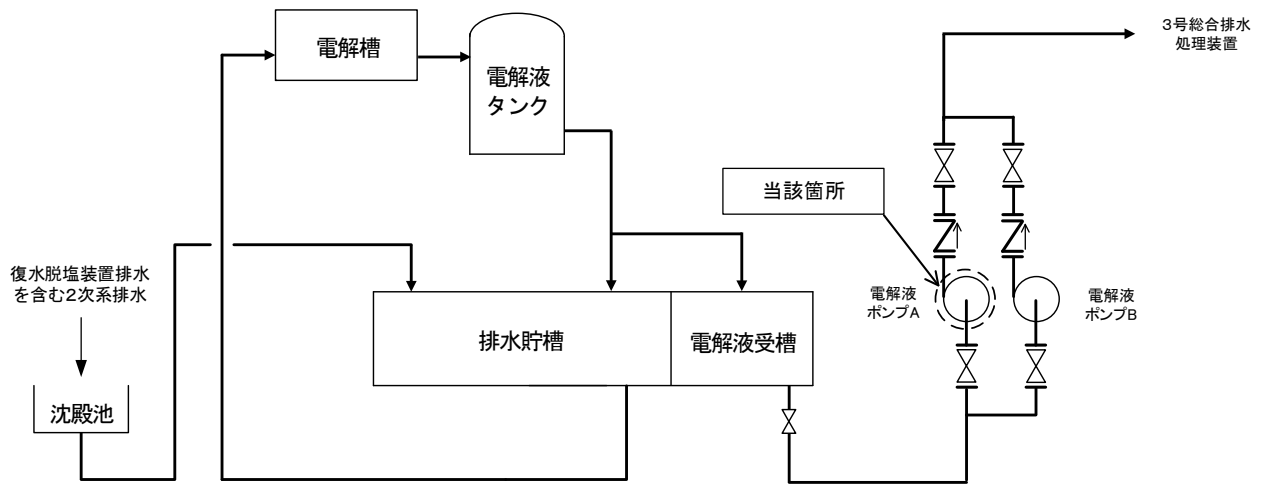 電解槽
電解液
タンク
3号総合排水
処理装置
当該箇所
復水脱塩装置排水
を含む2次系排水
沈殿池
排水貯槽
電解液受槽
電解液
ポンプA
電解液
ポンプB